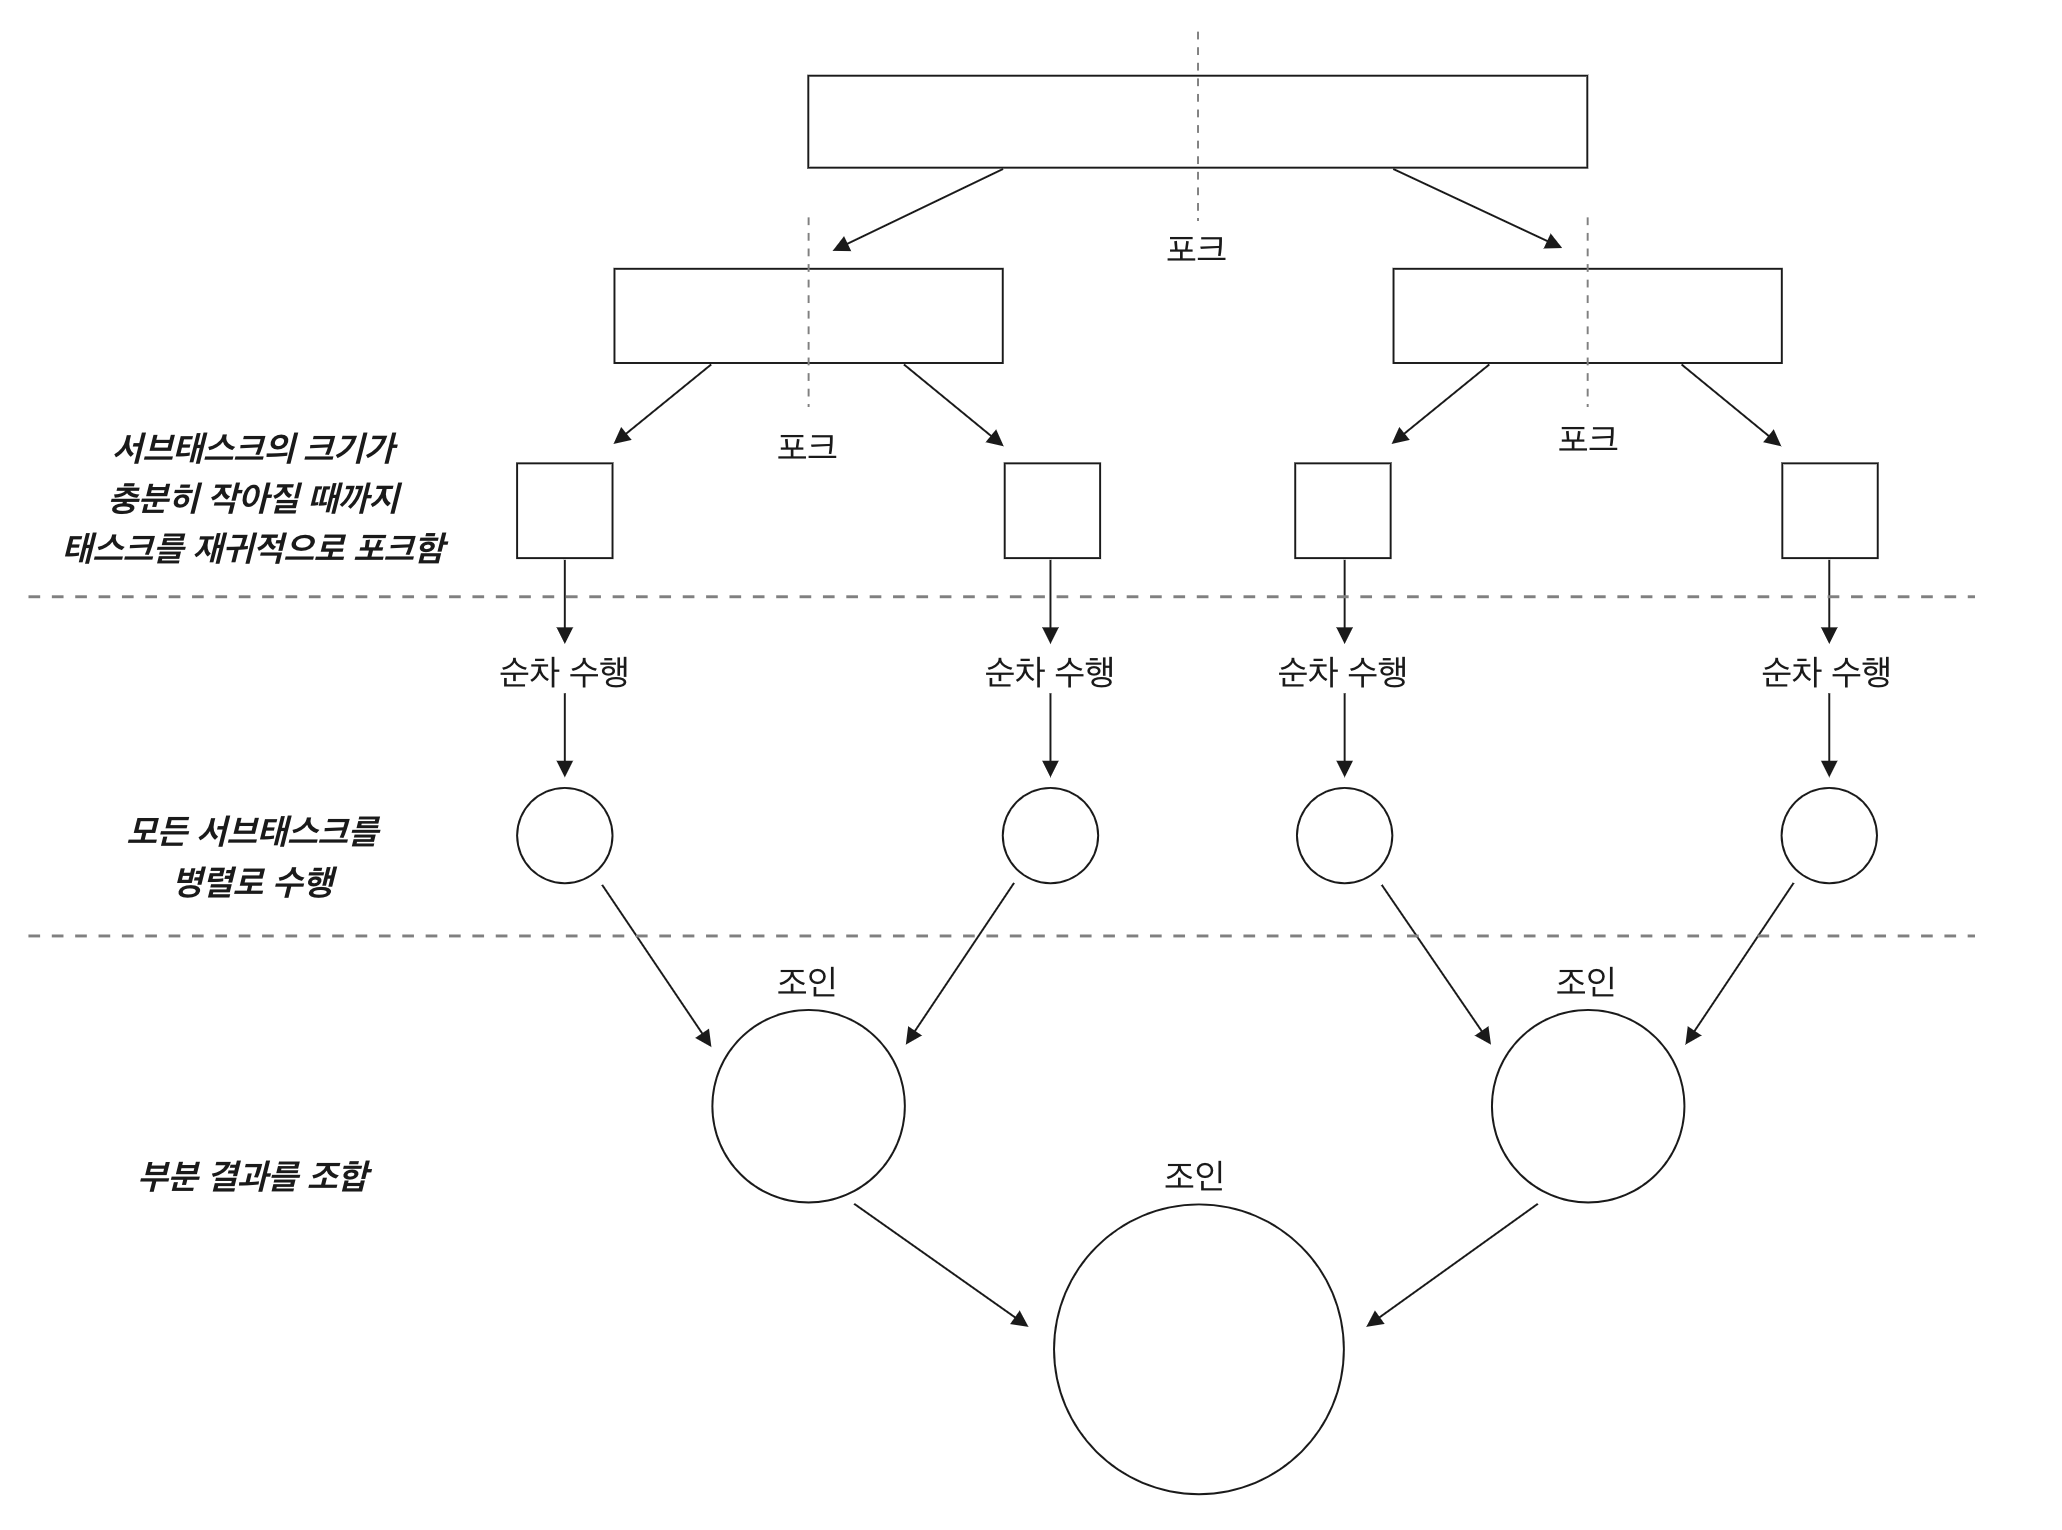 포크
포크
포크
서브태스크의 크기가
충분히 작아질 때까지
태스크를 재귀적으로 포크함
순차 수행
순차 수행
순차 수행
순차 수행
모든 서브태스크를
병렬로 수행
조인
조인
부분 결과를 조합
조인